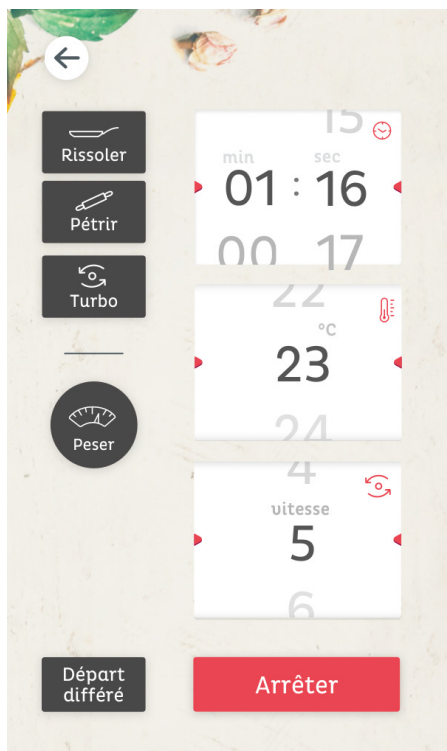 Rissoler
Pétrir
Turbo
Peser
Départ
différé
15
min sec
01 : 16
00 17
22
°C
23
24
4
vitesse
5
6
Arrêter